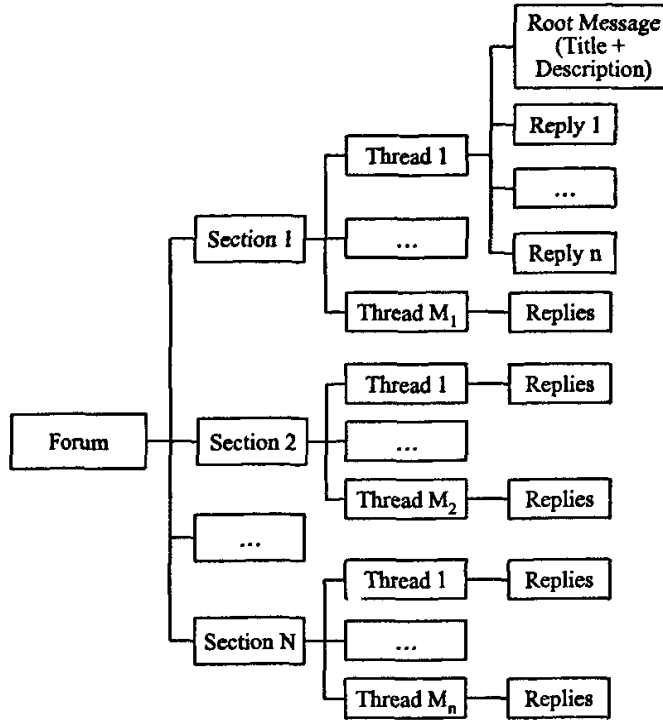 Root Message
(Title +
Description)
Reply 1
Thread 1
...
Section 1
...
Reply n
Thread M₁
Replies
Thread 1
Replies
Forum
Section 2
...
Thread M₂
Replies
...
Thread 1
Replies
Section N
...
Thread Mₙ
Replies